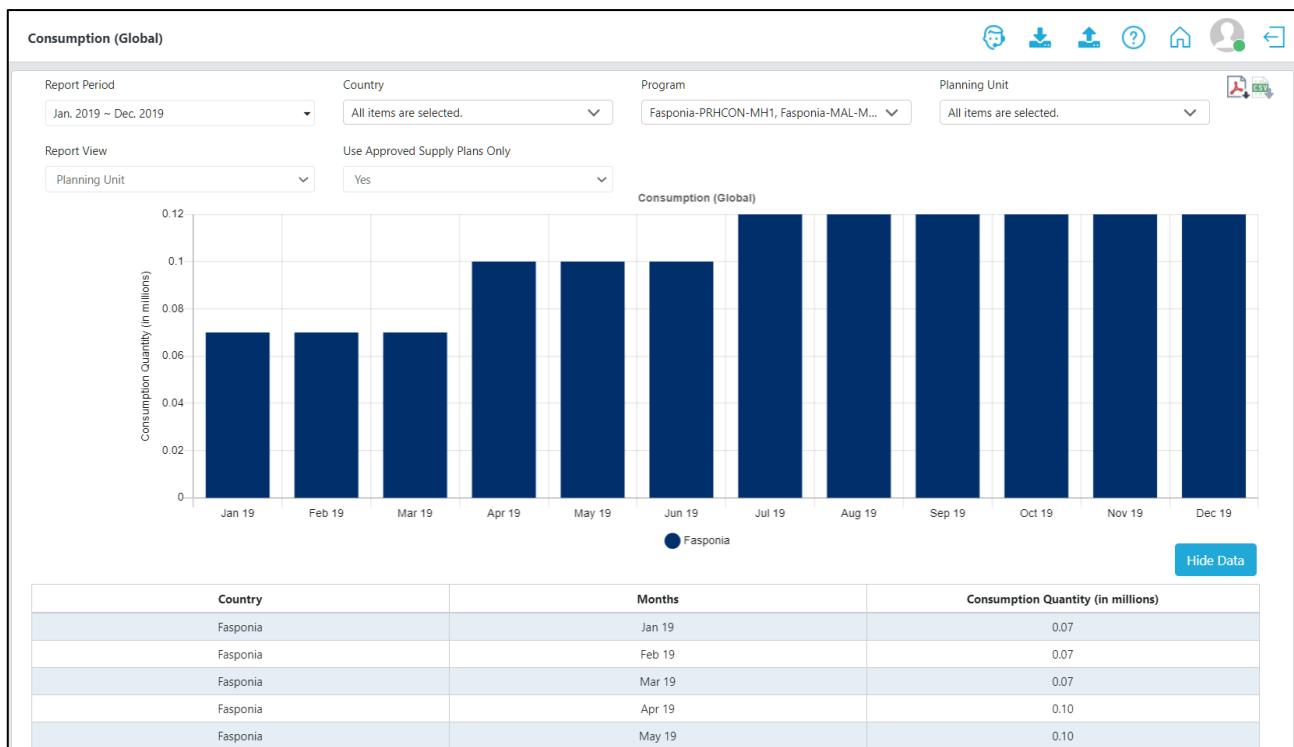 Consumption (Global)
Report Period Country Program Planning Unit
Jan. 2019 ~ Dec. 2019 All items are selected. Fasponia-PRHCON-MH1, Fasponia-MAL-M... All items are selected.
CSV
Report View Use Approved Supply Plans Only
Planning Unit Yes
Consumption (Global)
Consumption Quantity (in millions)
0.12
0.1
0.08
0.06
0.04
0.02
0
Jan 19 Feb 19 Mar 19 Apr 19 May 19 Jun 19 Jul 19 Aug 19 Sep 19 Oct 19 Nov 19 Dec 19
Fasponia
Hide Data
Country Months Consumption Quantity (in millions)
Fasponia Jan 19 0.07
Fasponia Feb 19 0.07
Fasponia Mar 19 0.07
Fasponia Apr 19 0.10
Fasponia May 19 0.10